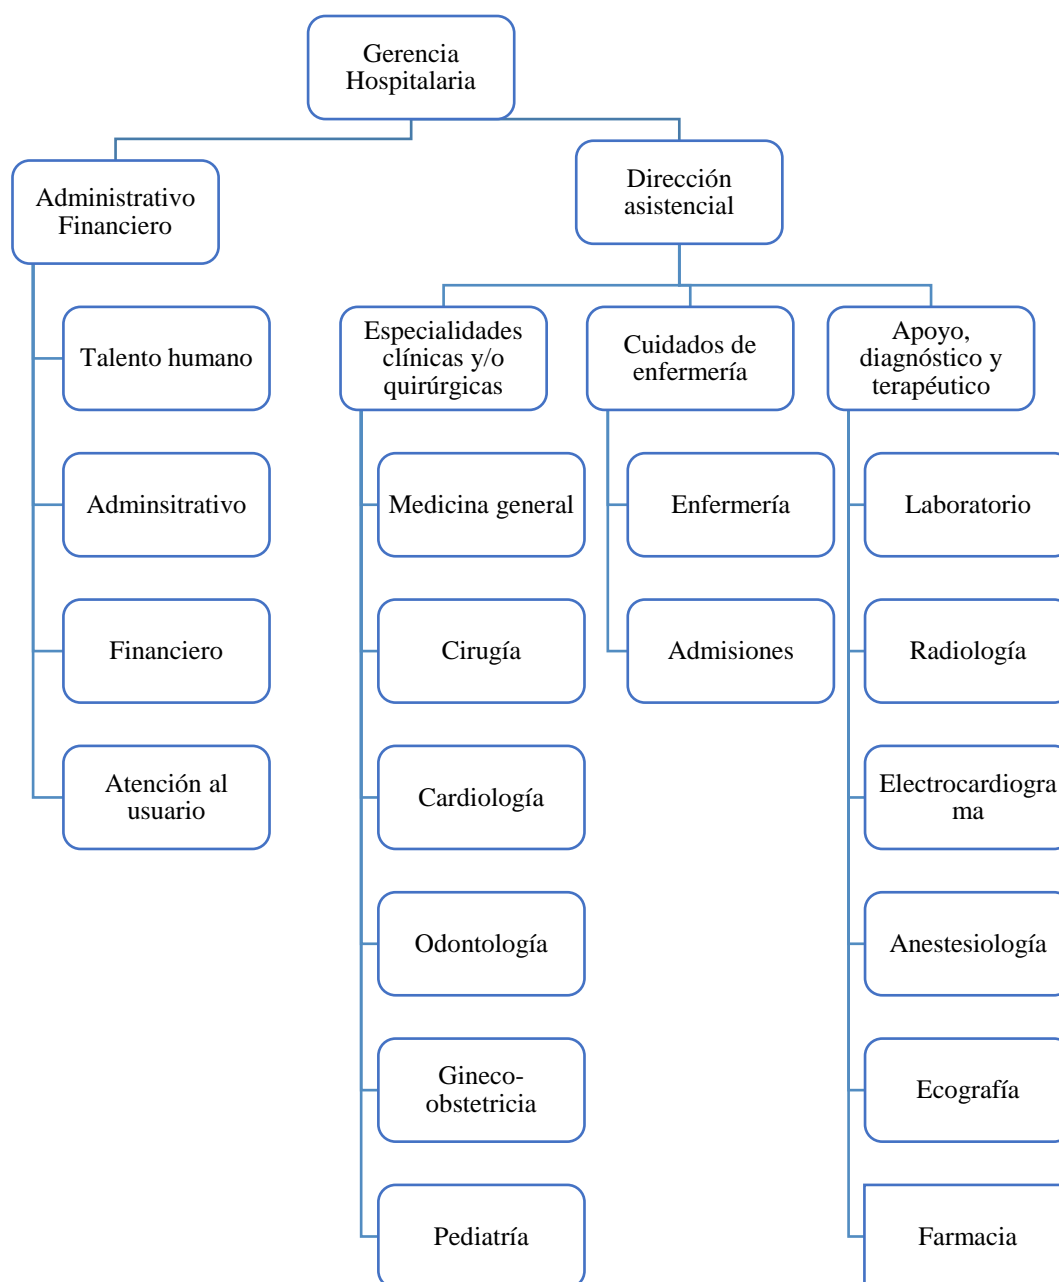 Gerencia
Hospitalaria
Administrativo
Financiero
Talento humano
Adminsitrativo
Financiero
Atención al
usuario
Dirección
asistencial
Especialidades
clínicas y/o
quirúrgicas
Medicina general
Cirugía
Cardiología
Odontología
Gineco-
obstetricia
Pediatría
Cuidados de
enfermería
Enfermería
Admisiones
Apoyo,
diagnóstico y
terapéutico
Laboratorio
Radiología
Electrocardiogra
ma
Anestesiología
Ecografía
Farmacia